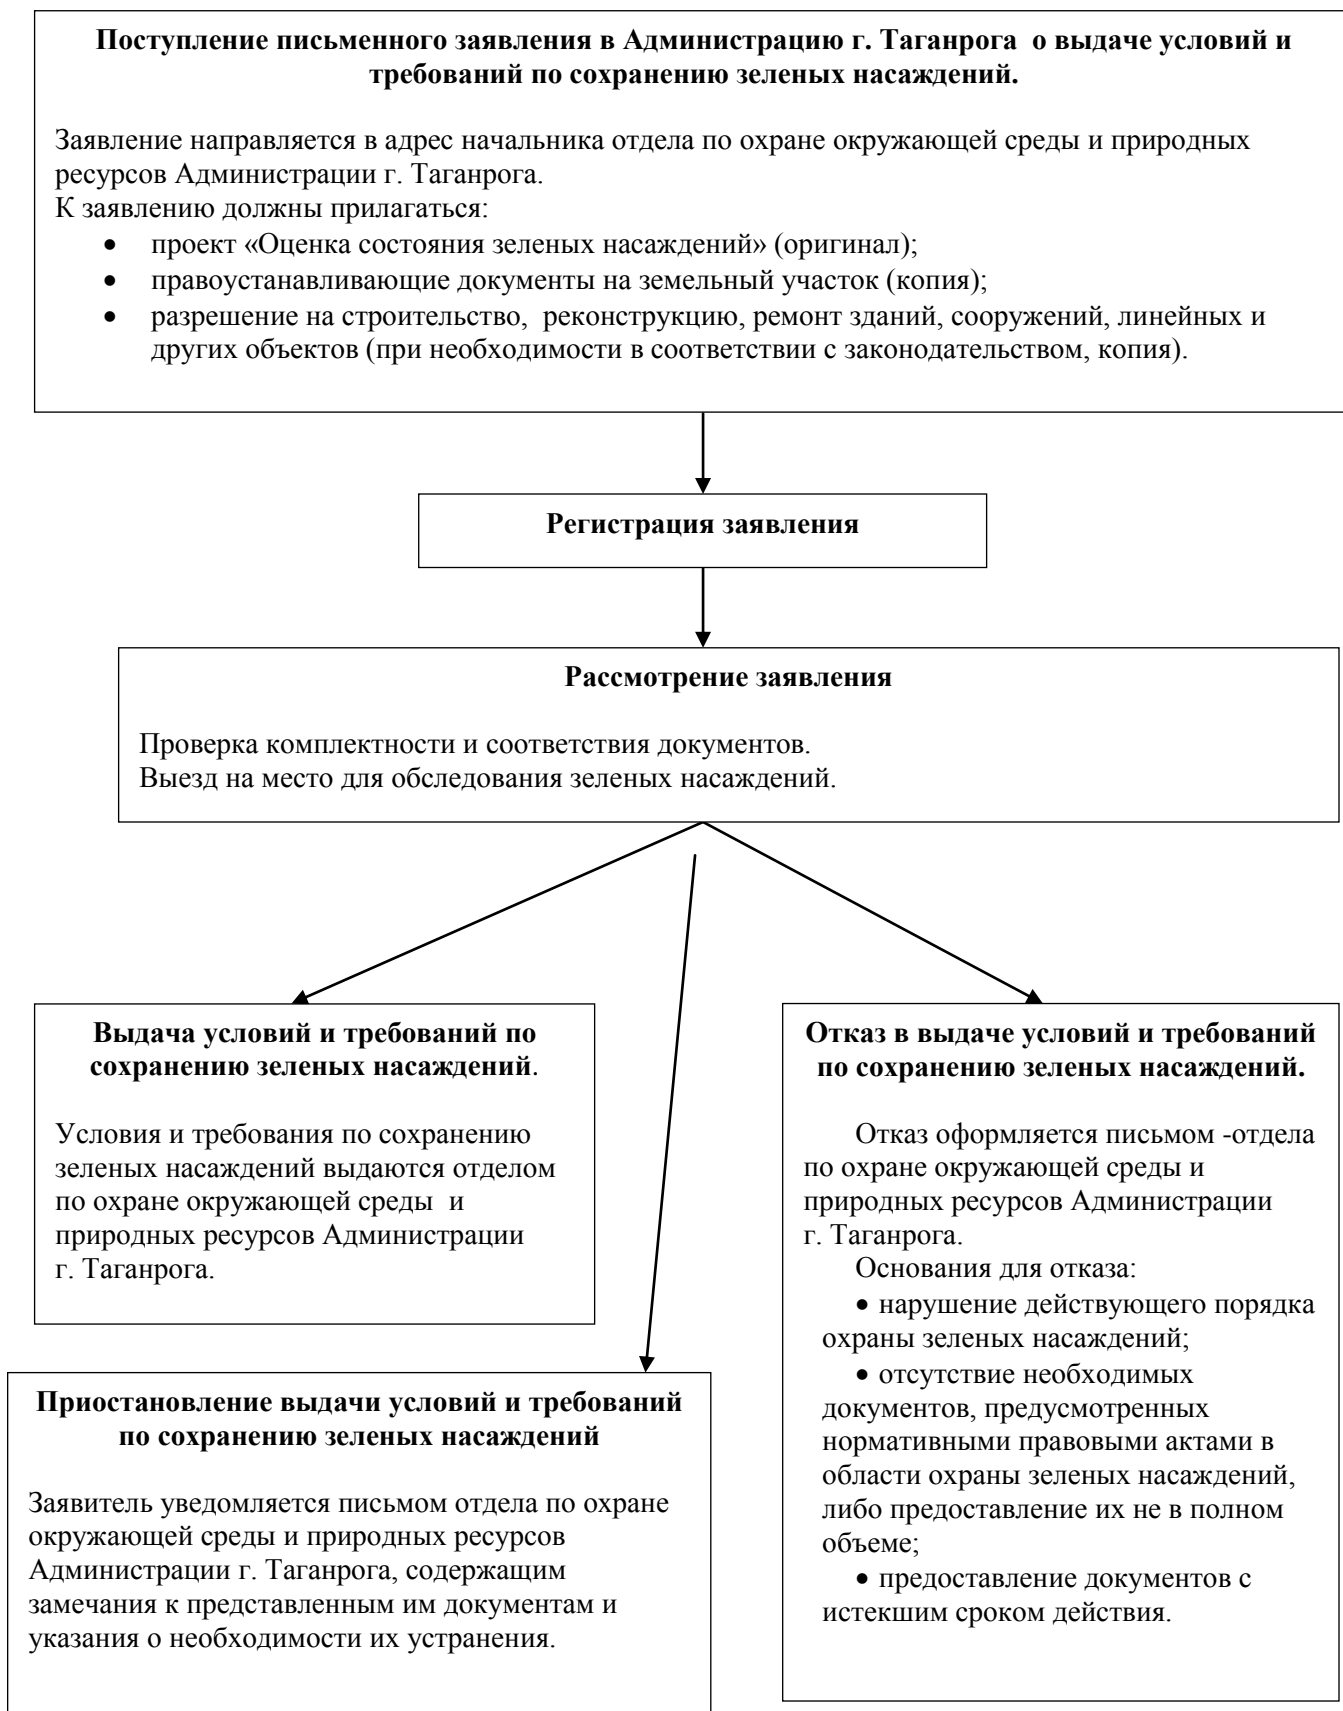 Поступление письменного заявления в Администрацию г. Таганрога  о выдаче условий и
требований по сохранению зеленых насаждений.
Заявление направляется в адрес начальника отдела по охране окружающей среды и природных
ресурсов Администрации г. Таганрога.
К заявлению должны прилагаться:
• проект «Оценка состояния зеленых насаждений» (оригинал);
• правоустанавливающие документы на земельный участок (копия);
• разрешение на строительство,  реконструкцию, ремонт зданий, сооружений, линейных и
других объектов (при необходимости в соответствии с законодательством, копия).
Регистрация заявления
Рассмотрение заявления
Проверка комплектности и соответствия документов.
Выезд на место для обследования зеленых насаждений.
Выдача условий и требований по
сохранению зеленых насаждений.
Условия и требования по сохранению
зеленых насаждений выдаются отделом
по охране окружающей среды  и
природных ресурсов Администрации
г. Таганрога.
Отказ в выдаче условий и требований
по сохранению зеленых насаждений.
Отказ оформляется письмом -отдела
по охране окружающей среды и
природных ресурсов Администрации
г. Таганрога.
Основания для отказа:
• нарушение действующего порядка
охраны зеленых насаждений;
• отсутствие необходимых
документов, предусмотренных
нормативными правовыми актами в
области охраны зеленых насаждений,
либо предоставление их не в полном
объеме;
• предоставление документов с
истекшим сроком действия.
Приостановление выдачи условий и требований
по сохранению зеленых насаждений
Заявитель уведомляется письмом отдела по охране
окружающей среды и природных ресурсов
Администрации г. Таганрога, содержащим
замечания к представленным им документам и
указания о необходимости их устранения.